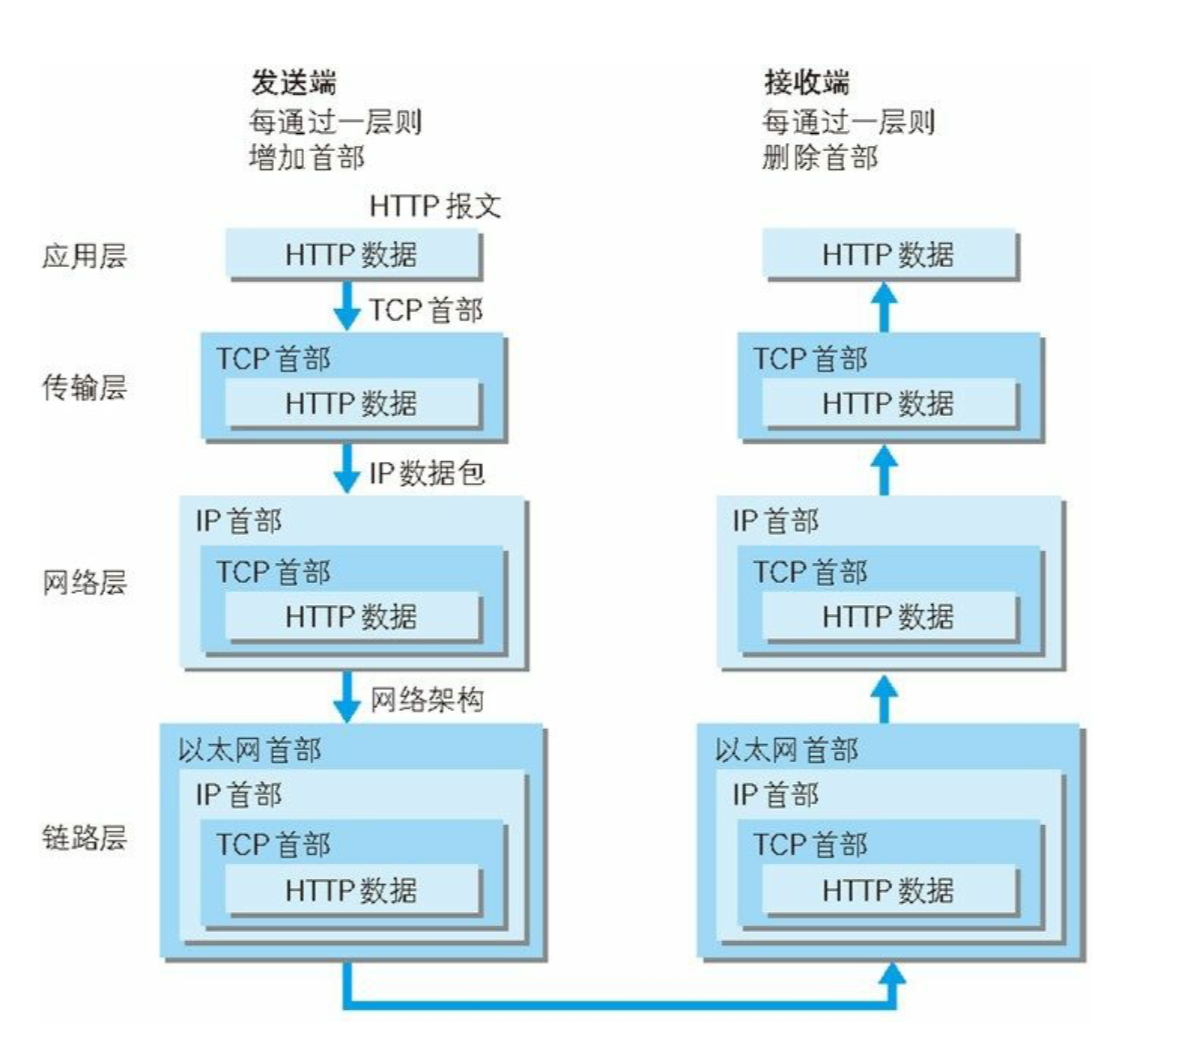 发送端
每通过一层则
增加首部
接收端
每通过一层则
删除首部
HTTP 报文
应用层
HTTP 数据
HTTP 数据
TCP 首部
传输层
TCP 首部
HTTP 数据
TCP 首部
HTTP 数据
IP 数据包
网络层
IP 首部
TCP 首部
HTTP 数据
IP 首部
TCP 首部
HTTP 数据
网络架构
链路层
以太网首部
IP 首部
TCP 首部
HTTP 数据
以太网首部
IP 首部
TCP 首部
HTTP 数据